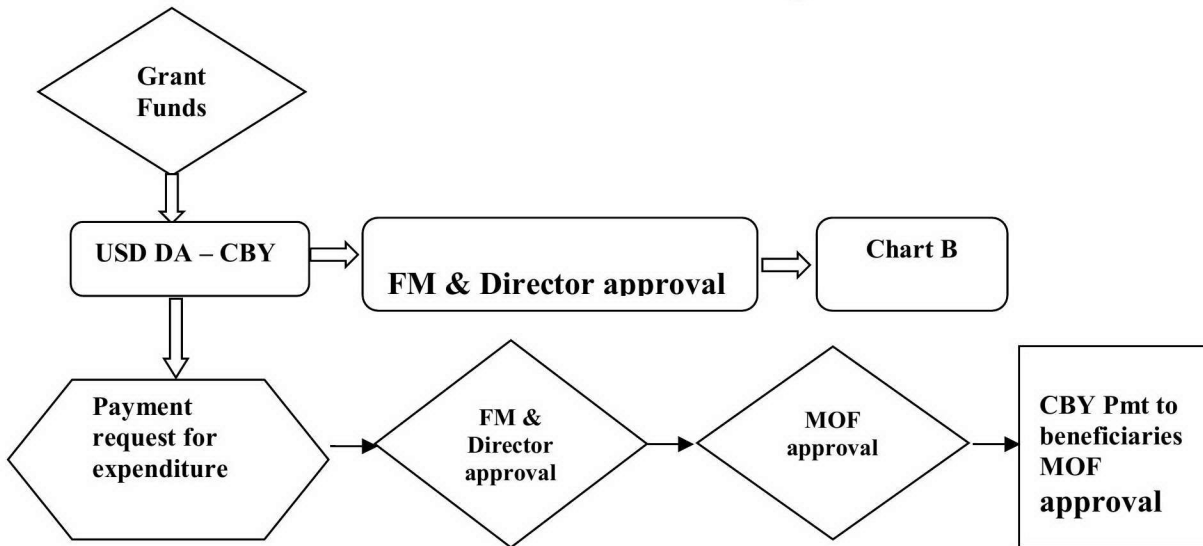 Grant
Funds
USD DA – CBY
FM & Director approval
Chart B
Payment
request for
expenditure
FM &
Director
approval
MOF
approval
CBY Pmt to
beneficiaries
MOF
approval